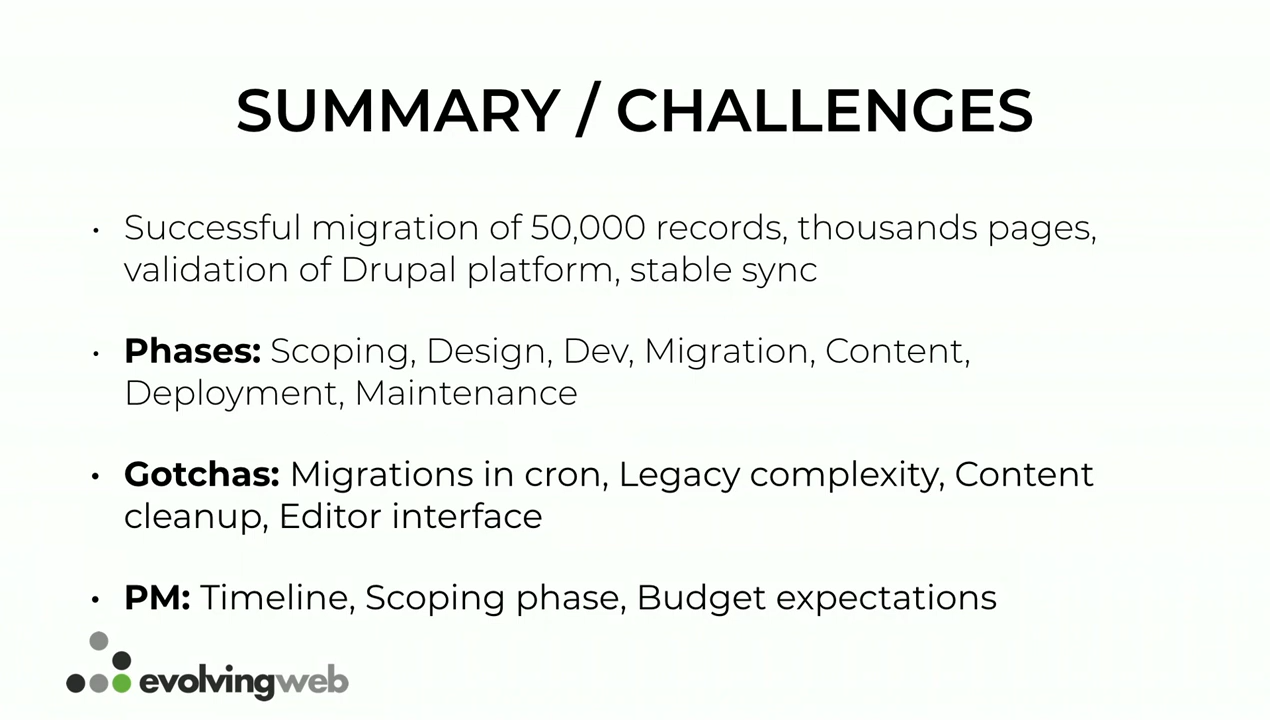 SUMMARY / CHALLENGES
• Successful migration of 50,000 records, thousands pages,
validation of Drupal platform, stable sync
• Phases: Scoping, Design, Dev, Migration, Content,
Deployment, Maintenance
• Gotchas: Migrations in cron, Legacy complexity, Content
cleanup, Editor interface
• PM: Timeline, Scoping phase, Budget expectations
evolvingweb